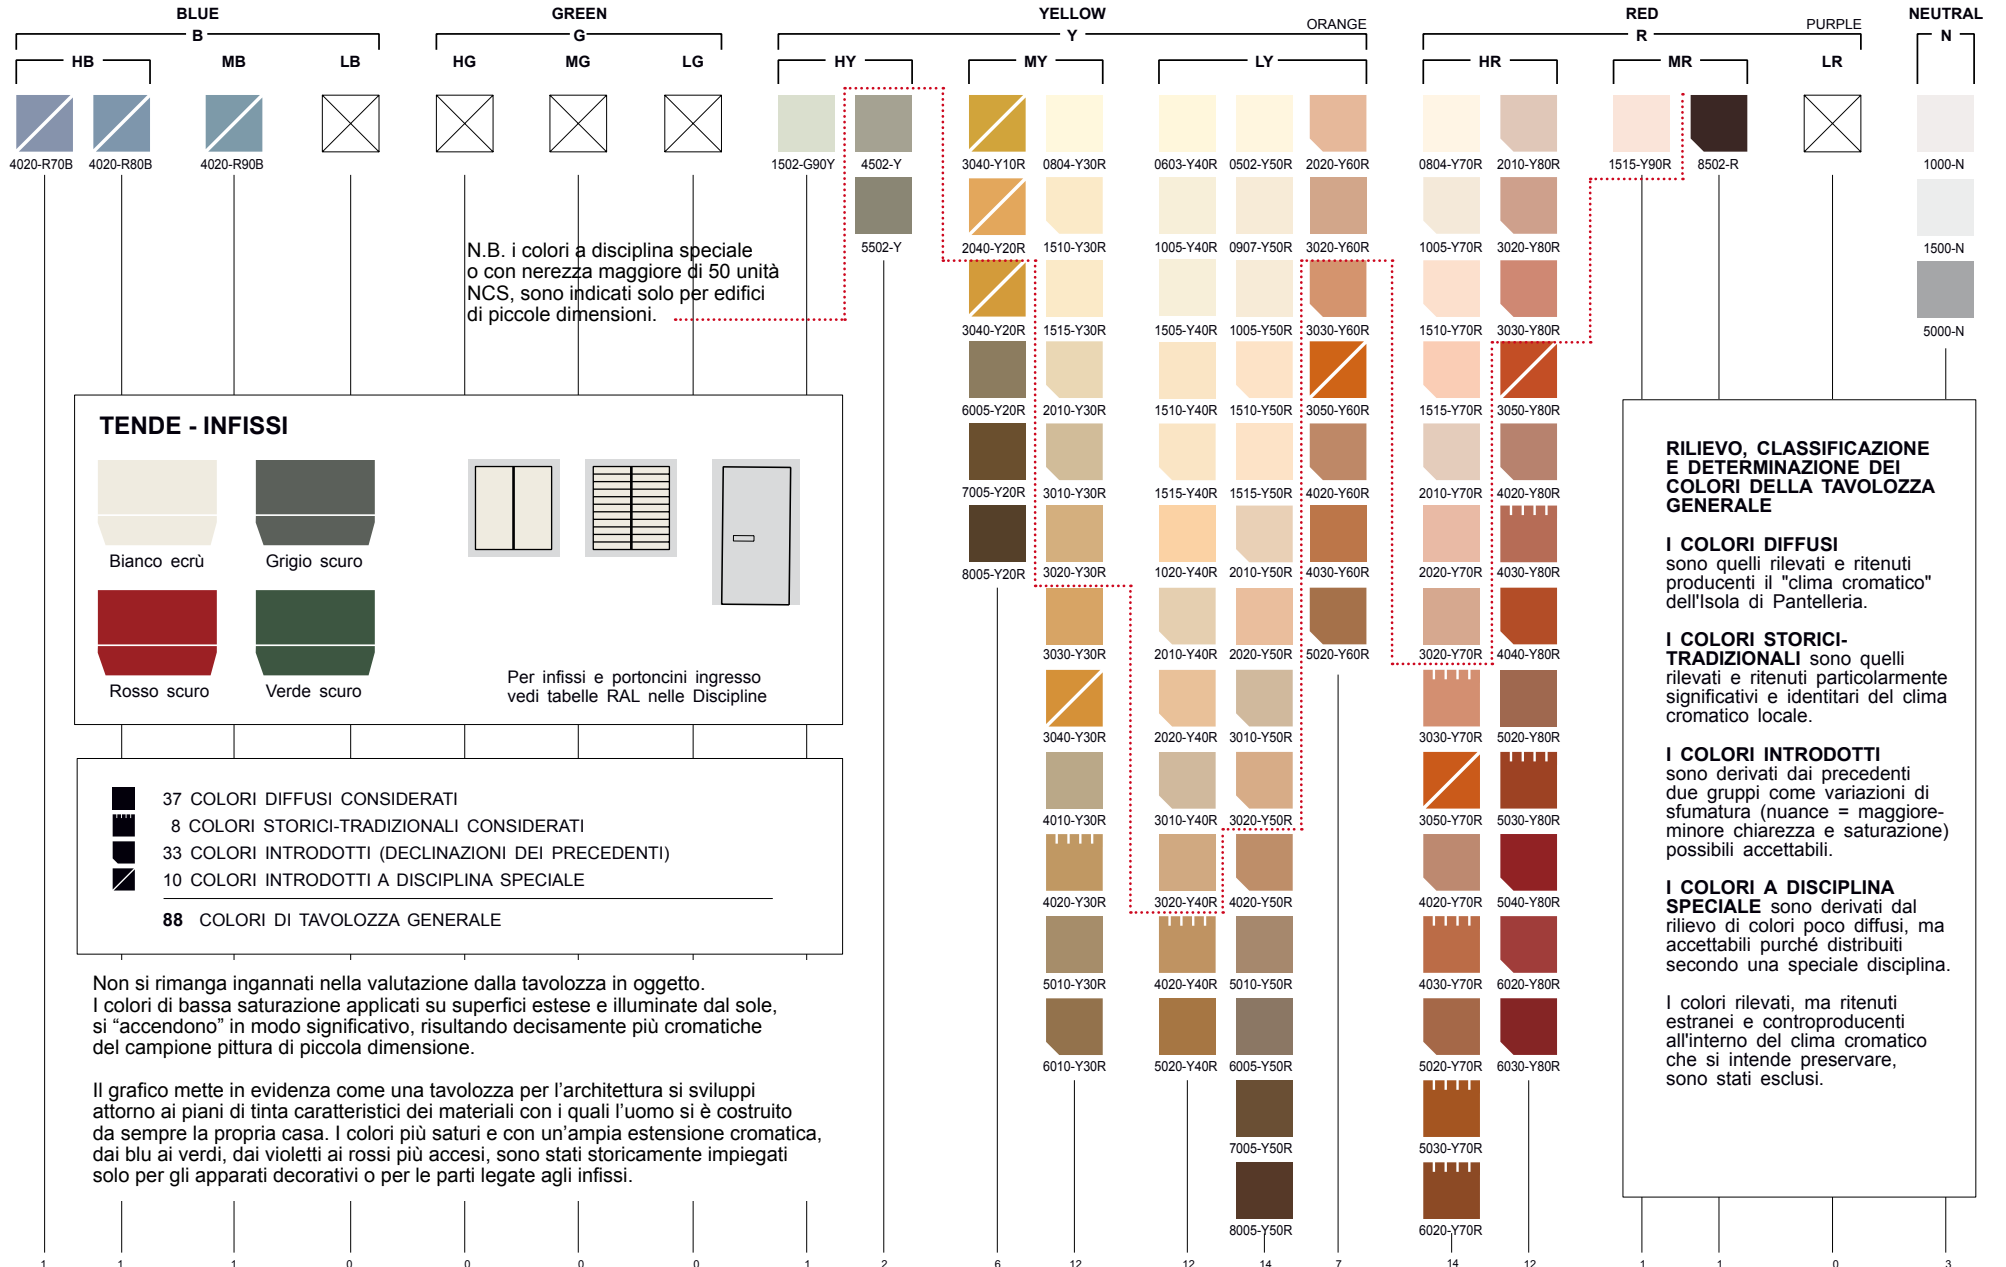 BLUE
GREEN
YELLOW
RED
NEUTRAL
B
G
Y
ORANGE
R
PURPLE
N
HB
MB
LB
HG
MG
LG
HY
MY
LY
HR
MR
LR
4020-R70B
4020-R80B
4020-R90B
1502-G90Y
4502-Y
3040-Y10R
0804-Y30R
0603-Y40R
0502-Y50R
2020-Y60R
0804-Y70R
2010-Y80R
1515-Y90R
8502-R
1000-N
5502-Y
2040-Y20R
1510-Y30R
1005-Y40R
0907-Y50R
3020-Y60R
1005-Y70R
3020-Y80R
1500-N
N.B. i colori a disciplina speciale
o con nerezza maggiore di 50 unità
NCS, sono indicati solo per edifici
di piccole dimensioni.
3040-Y20R
1515-Y30R
1505-Y40R
1005-Y50R
3030-Y60R
1510-Y70R
3030-Y80R
5000-N
6005-Y20R
2010-Y30R
1510-Y40R
1510-Y50R
3050-Y60R
1515-Y70R
3050-Y80R
7005-Y20R
3010-Y30R
1515-Y40R
1515-Y50R
4020-Y60R
2010-Y70R
4020-Y80R
8005-Y20R
3020-Y30R
1020-Y40R
2010-Y50R
4030-Y60R
2020-Y70R
4030-Y80R
3030-Y30R
2010-Y40R
2020-Y50R
5020-Y60R
3020-Y70R
4040-Y80R
3040-Y30R
2020-Y40R
3010-Y50R
3030-Y70R
5020-Y80R
4010-Y30R
3010-Y40R
3020-Y50R
3050-Y70R
5030-Y80R
4020-Y30R
3020-Y40R
4020-Y50R
4020-Y70R
5040-Y80R
5010-Y30R
4020-Y40R
5010-Y50R
4030-Y70R
6020-Y80R
6010-Y30R
5020-Y40R
6005-Y50R
5020-Y70R
6030-Y80R
7005-Y50R
5030-Y70R
8005-Y50R
6020-Y70R
TENDE - INFISSI
Bianco ecrù
Grigio scuro
Rosso scuro
Verde scuro
Per infissi e portoncini ingresso
vedi tabelle RAL nelle Discipline
37 COLORI DIFFUSI CONSIDERATI
8 COLORI STORICI-TRADIZIONALI CONSIDERATI
33 COLORI INTRODOTTI (DECLINAZIONI DEI PRECEDENTI)
10 COLORI INTRODOTTI A DISCIPLINA SPECIALE
88 COLORI DI TAVOLOZZA GENERALE
Non si rimanga ingannati nella valutazione dalla tavolozza in oggetto.
I colori di bassa saturazione applicati su superfici estese e illuminate dal sole,
si “accendono” in modo significativo, risultando decisamente più cromatiche
del campione pittura di piccola dimensione.
Il grafico mette in evidenza come una tavolozza per l’architettura si sviluppi
attorno ai piani di tinta caratteristici dei materiali con i quali l’uomo si è costruito
da sempre la propria casa. I colori più saturi e con un’ampia estensione cromatica,
dai blu ai verdi, dai violetti ai rossi più accesi, sono stati storicamente impiegati
solo per gli apparati decorativi o per le parti legate agli infissi.
RILIEVO, CLASSIFICAZIONE
E DETERMINAZIONE DEI
COLORI DELLA TAVOLOZZA
GENERALE
I COLORI DIFFUSI
sono quelli rilevati e ritenuti
producenti il "clima cromatico"
dell'Isola di Pantelleria.
I COLORI STORICI-
TRADIZIONALI sono quelli
rilevati e ritenuti particolarmente
significativi e identitari del clima
cromatico locale.
I COLORI INTRODOTTI
sono derivati dai precedenti
due gruppi come variazioni di
sfumatura (nuance = maggiore-
minore chiarezza e saturazione)
possibili accettabili.
I COLORI A DISCIPLINA
SPECIALE sono derivati dal
rilievo di colori poco diffusi, ma
accettabili purché distribuiti
secondo una speciale disciplina.
I colori rilevati, ma ritenuti
estranei e controproducenti
all'interno del clima cromatico
che si intende preservare,
sono stati esclusi.
1 1 1 0 0 0 0 1 2 6 12 12 14 7 14 12 1 1 0 3